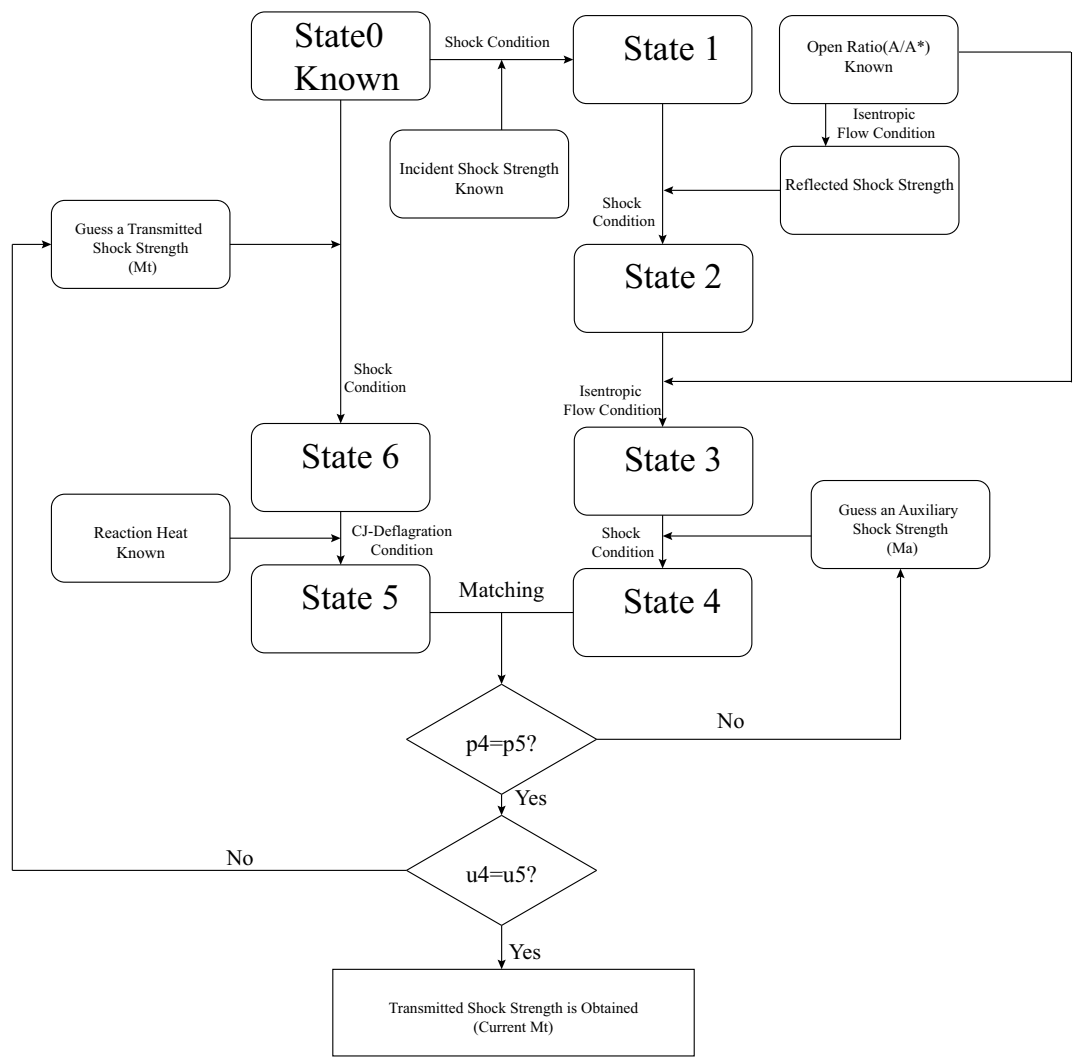 State0
Known
Shock Condition
State 1
Open Ratio(A/A*)
Known
Isentropic
Flow Condition
Incident Shock Strength
Known
Reflected Shock Strength
Shock
Condition
Guess a Transmitted
Shock Strength
(Mt)
State 2
Shock
Condition
Isentropic
Flow Condition
State 6
State 3
Reaction Heat
Known
CJ-Deflagration
Condition
Shock
Condition
Guess an Auxiliary
Shock Strength
(Ma)
State 5
Matching
State 4
p4=p5?
No
Yes
u4=u5?
No
Yes
Transmitted Shock Strength is Obtained
(Current Mt)